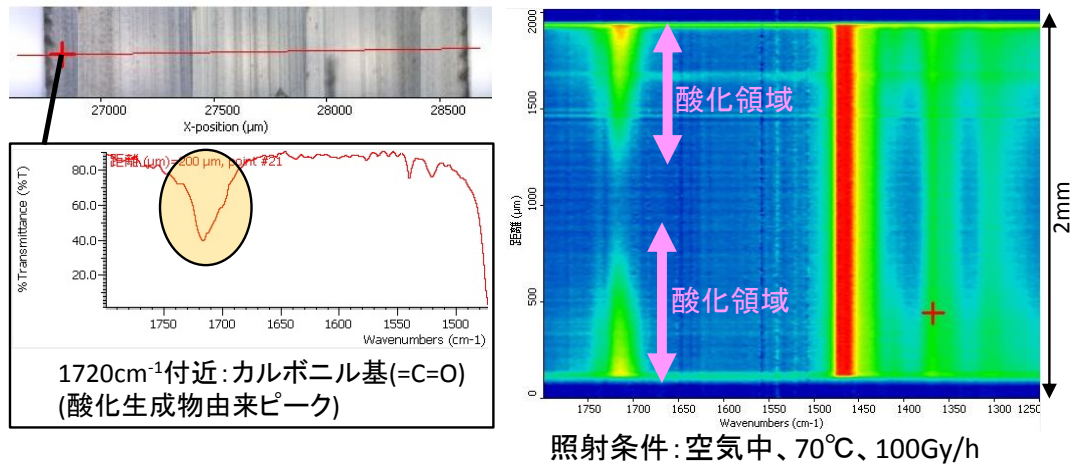 27000 27500 28000 28500
X-position (μm)
距離 (μm)=200 μm, point #21
% Transmittance (%T)
80.0
60.0
40.0
20.0
1750 1700 1650 1600 1550 1500
Wavenumbers (cm-1)
1720cm-1付近:カルボニル基(=C=O)
(酸化生成物由来ピーク)
距離 (μm)
2000
1500
1000
500
0
酸化領域
酸化領域
2mm
1750 1700 1650 1600 1550 1500 1450 1400 1350 1300 1250
Wavenumbers (cm-1)
照射条件:空気中、70℃、100Gy/h